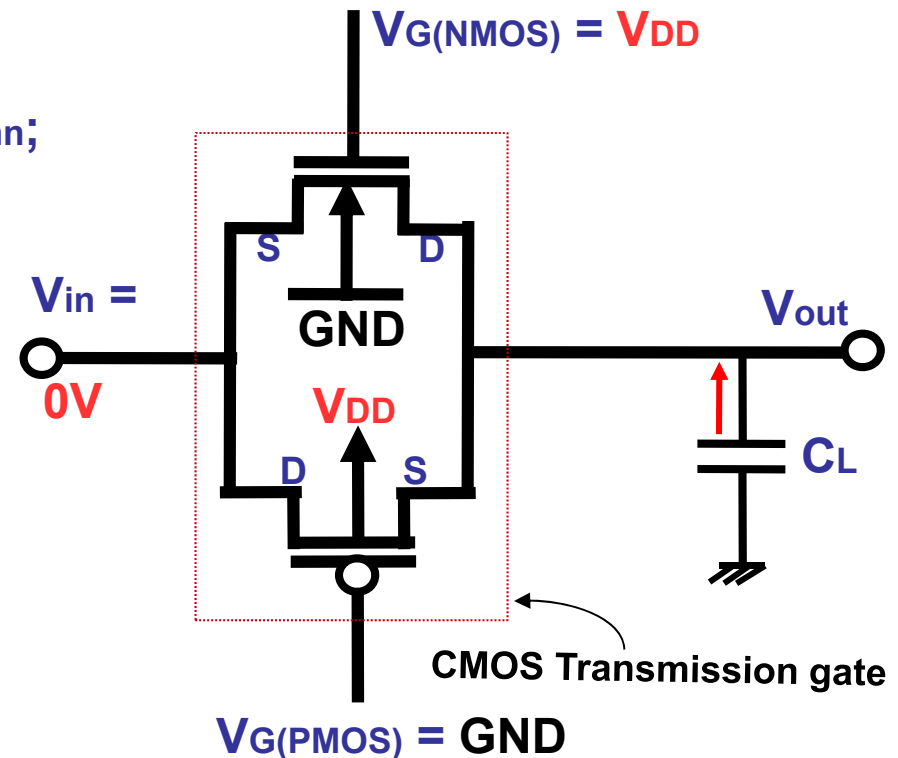 VG(NMOS) = VDD
S
D
Vin =
0V
GND
Vout
VDD
D
S
CL
CMOS Transmission gate
VG(PMOS) = GND